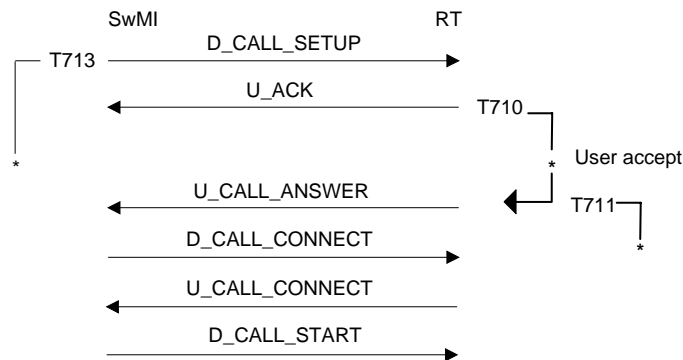 SwMI RT
D_CALL_SETUP
T713
U_ACK
T710
* * User accept
U_CALL_ANSWER
T711
D_CALL_CONNECT
*
U_CALL_CONNECT
D_CALL_START